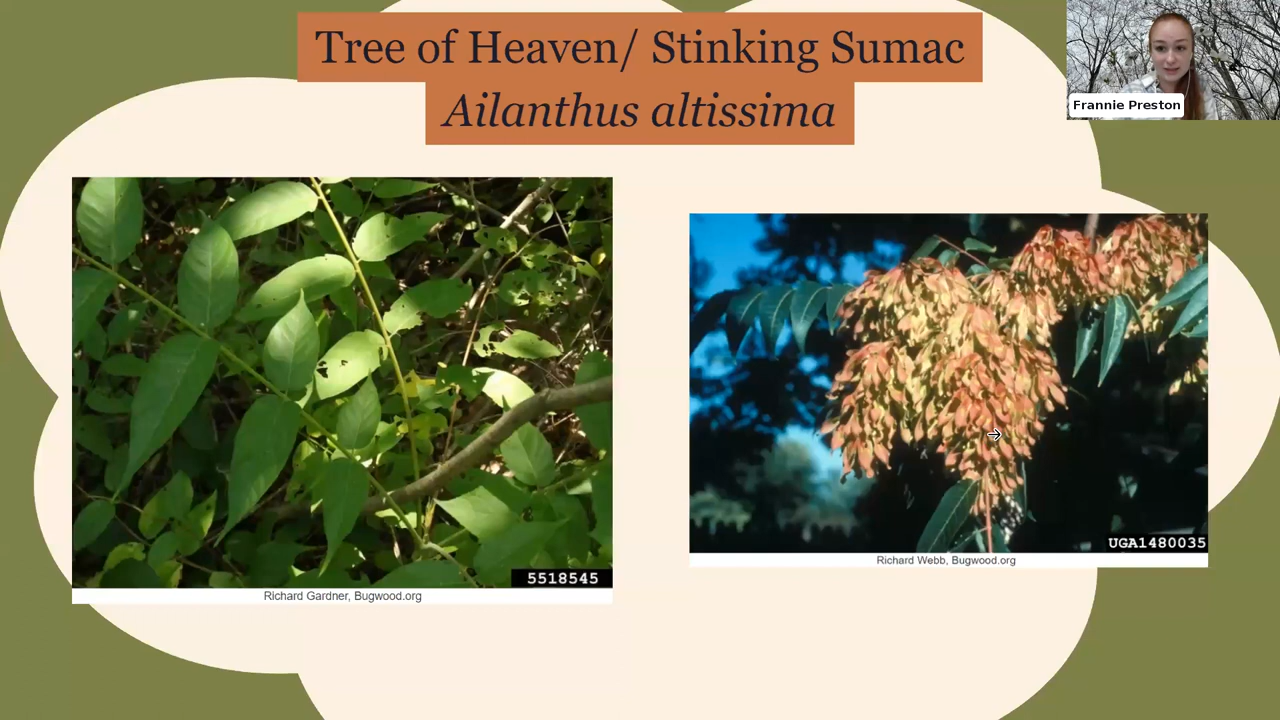 Tree of Heaven/ Stinking Sumac
Ailanthus altissima
Frannie Preston
5518545
Richard Gardner, Bugwood.org
UGA1480035
Richard Webb, Bugwood.org